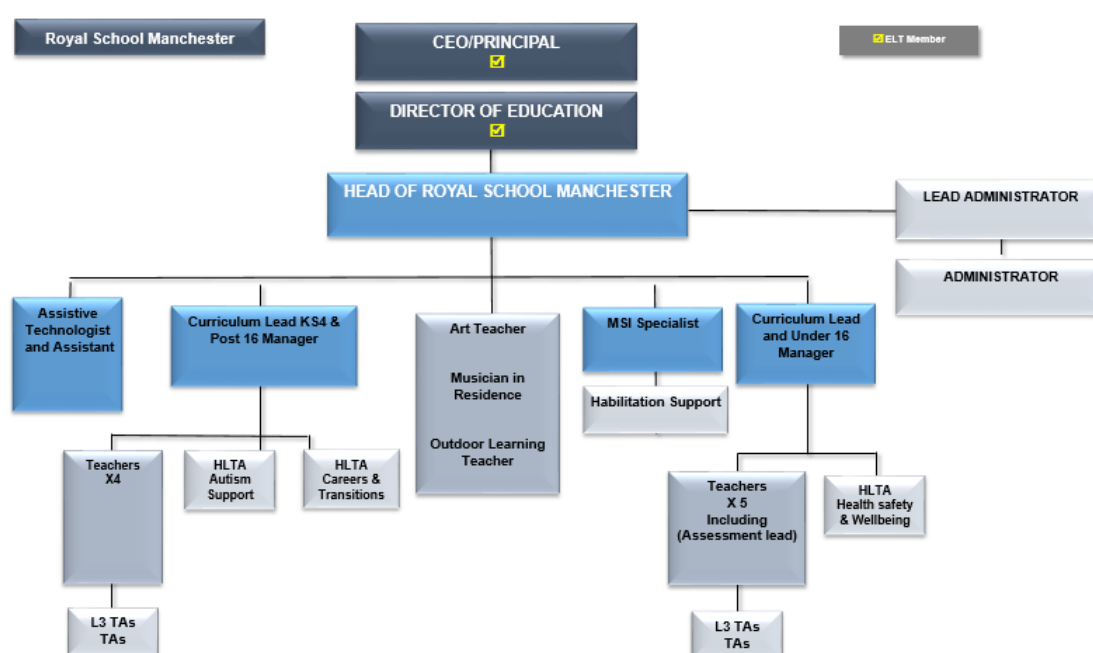 Royal School Manchester
CEO/PRINCIPAL
ELT Member
DIRECTOR OF EDUCATION
HEAD OF ROYAL SCHOOL MANCHESTER
LEAD ADMINISTRATOR
ADMINISTRATOR
Assistive
Technologist
and Assistant
Curriculum Lead KS4 &
Post 16 Manager
Art Teacher
Musician in
Residence
Outdoor Learning
Teacher
MSI Specialist
Habilitation Support
Curriculum Lead
and Under 16
Manager
Teachers
X4
HLTA
Autism
Support
HLTA
Careers &
Transitions
Teachers
X 5
Including
(Assessment lead)
HLTA
Health safety
& Wellbeing
L3 TAs
TAs
L3 TAs
TAs